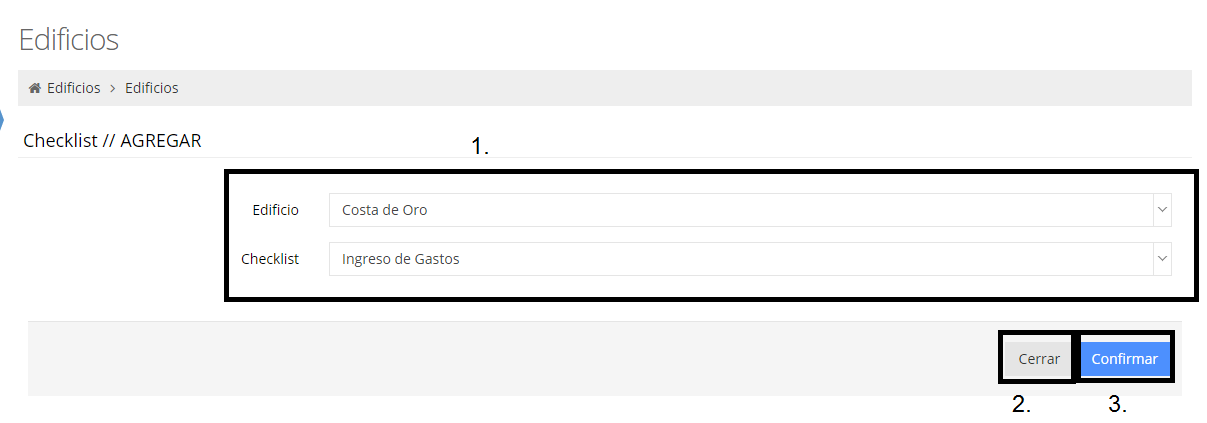 Edificios
Edificios > Edificios
Checklist // AGREGAR
1.
Edificio Costa de Oro
Checklist Ingreso de Gastos
Cerrar Confirmar
2. 3.